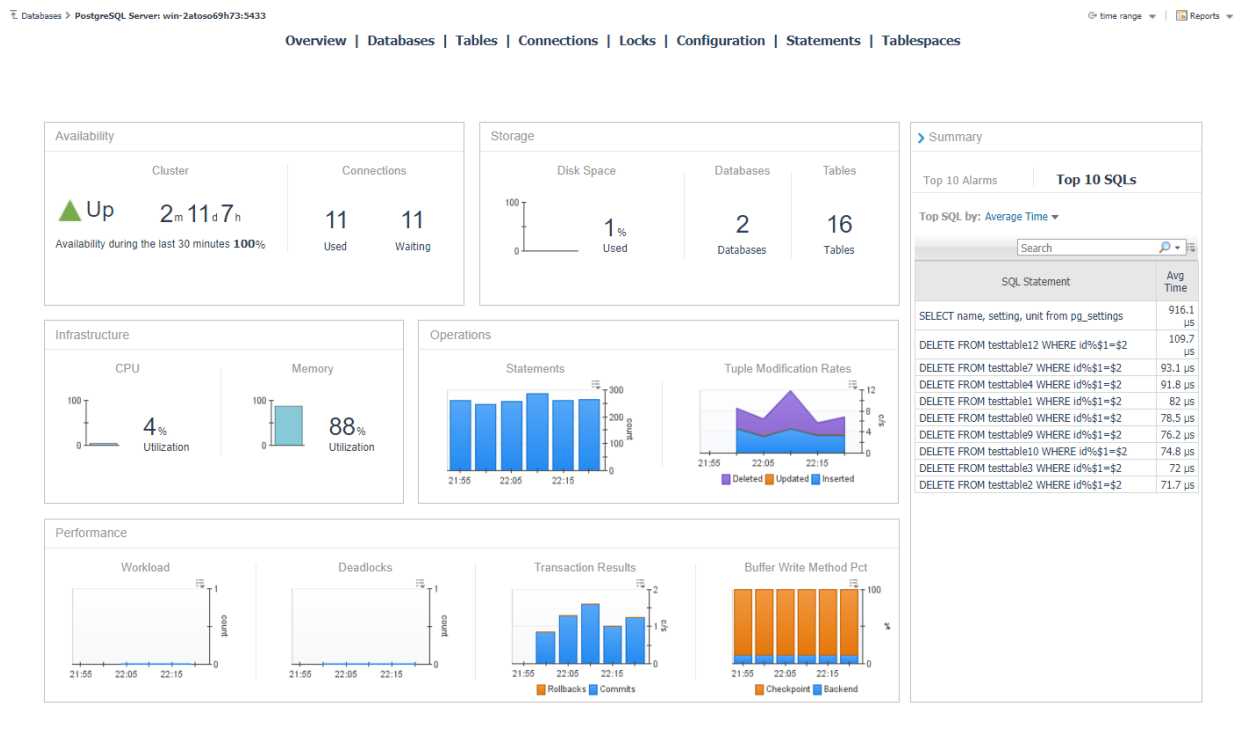 Databases > PostgreSQL Server: win-2atoso69h73:5433
time range
Reports
Overview | Databases | Tables | Connections | Locks | Configuration | Statements | Tablespaces
Availability
Cluster
Connections
Up
2m 11d 7h
11
11
Used
Waiting
Availability during the last 30 minutes 100%
Storage
Disk Space
Databases
Tables
100
0
1%
Used
2
Databases
16
Tables
Summary
Top 10 Alarms
Top 10 SQLs
Top SQL by: Average Time
Search
SQL Statement
Avg
Time
SELECT name, setting, unit from pg_settings
916.1
µs
DELETE FROM testtable12 WHERE id%$1=$2
109.7
µs
DELETE FROM testtable7 WHERE id%$1=$2 93.1 µs
DELETE FROM testtable4 WHERE id%$1=$2 91.8 µs
DELETE FROM testtable1 WHERE id%$1=$2 82 µs
DELETE FROM testtable0 WHERE id%$1=$2 78.5 µs
DELETE FROM testtable9 WHERE id%$1=$2 76.2 µs
DELETE FROM testtable10 WHERE id%$1=$2 74.8 µs
DELETE FROM testtable3 WHERE id%$1=$2 72 µs
DELETE FROM testtable2 WHERE id%$1=$2 71.7 µs
Infrastructure
CPU
Memory
100
0
4%
Utilization
100
0
88%
Utilization
Operations
Statements
300
200
100
0
count
21:55 22:05 22:15
Tuple Modification Rates
12
8
4
0
c/s
21:55 22:05 22:15
Deleted Updated Inserted
Performance
Workload
1
0
count
21:55 22:05 22:15
Deadlocks
1
0
count
21:55 22:05 22:15
Transaction Results
2
1
0
c/s
21:55 22:05 22:15
Rollbacks Commits
Buffer Write Method Pct
100
0
%
21:55 22:05 22:15
Checkpoint Backend